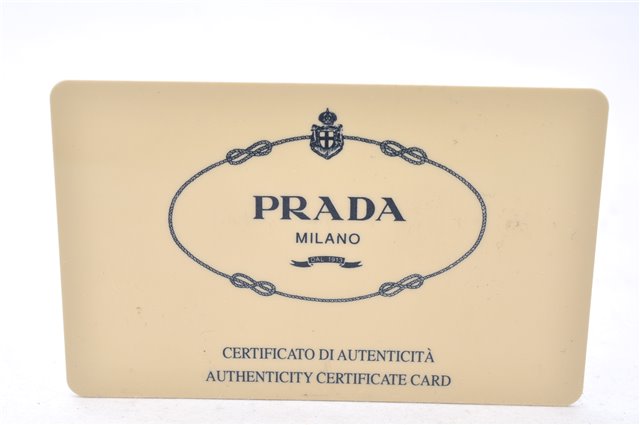 PRADA
MILANO
DAL 1913
CERTIFICATO DI AUTENTICITÀ
AUTHENTICITY CERTIFICATE CARD